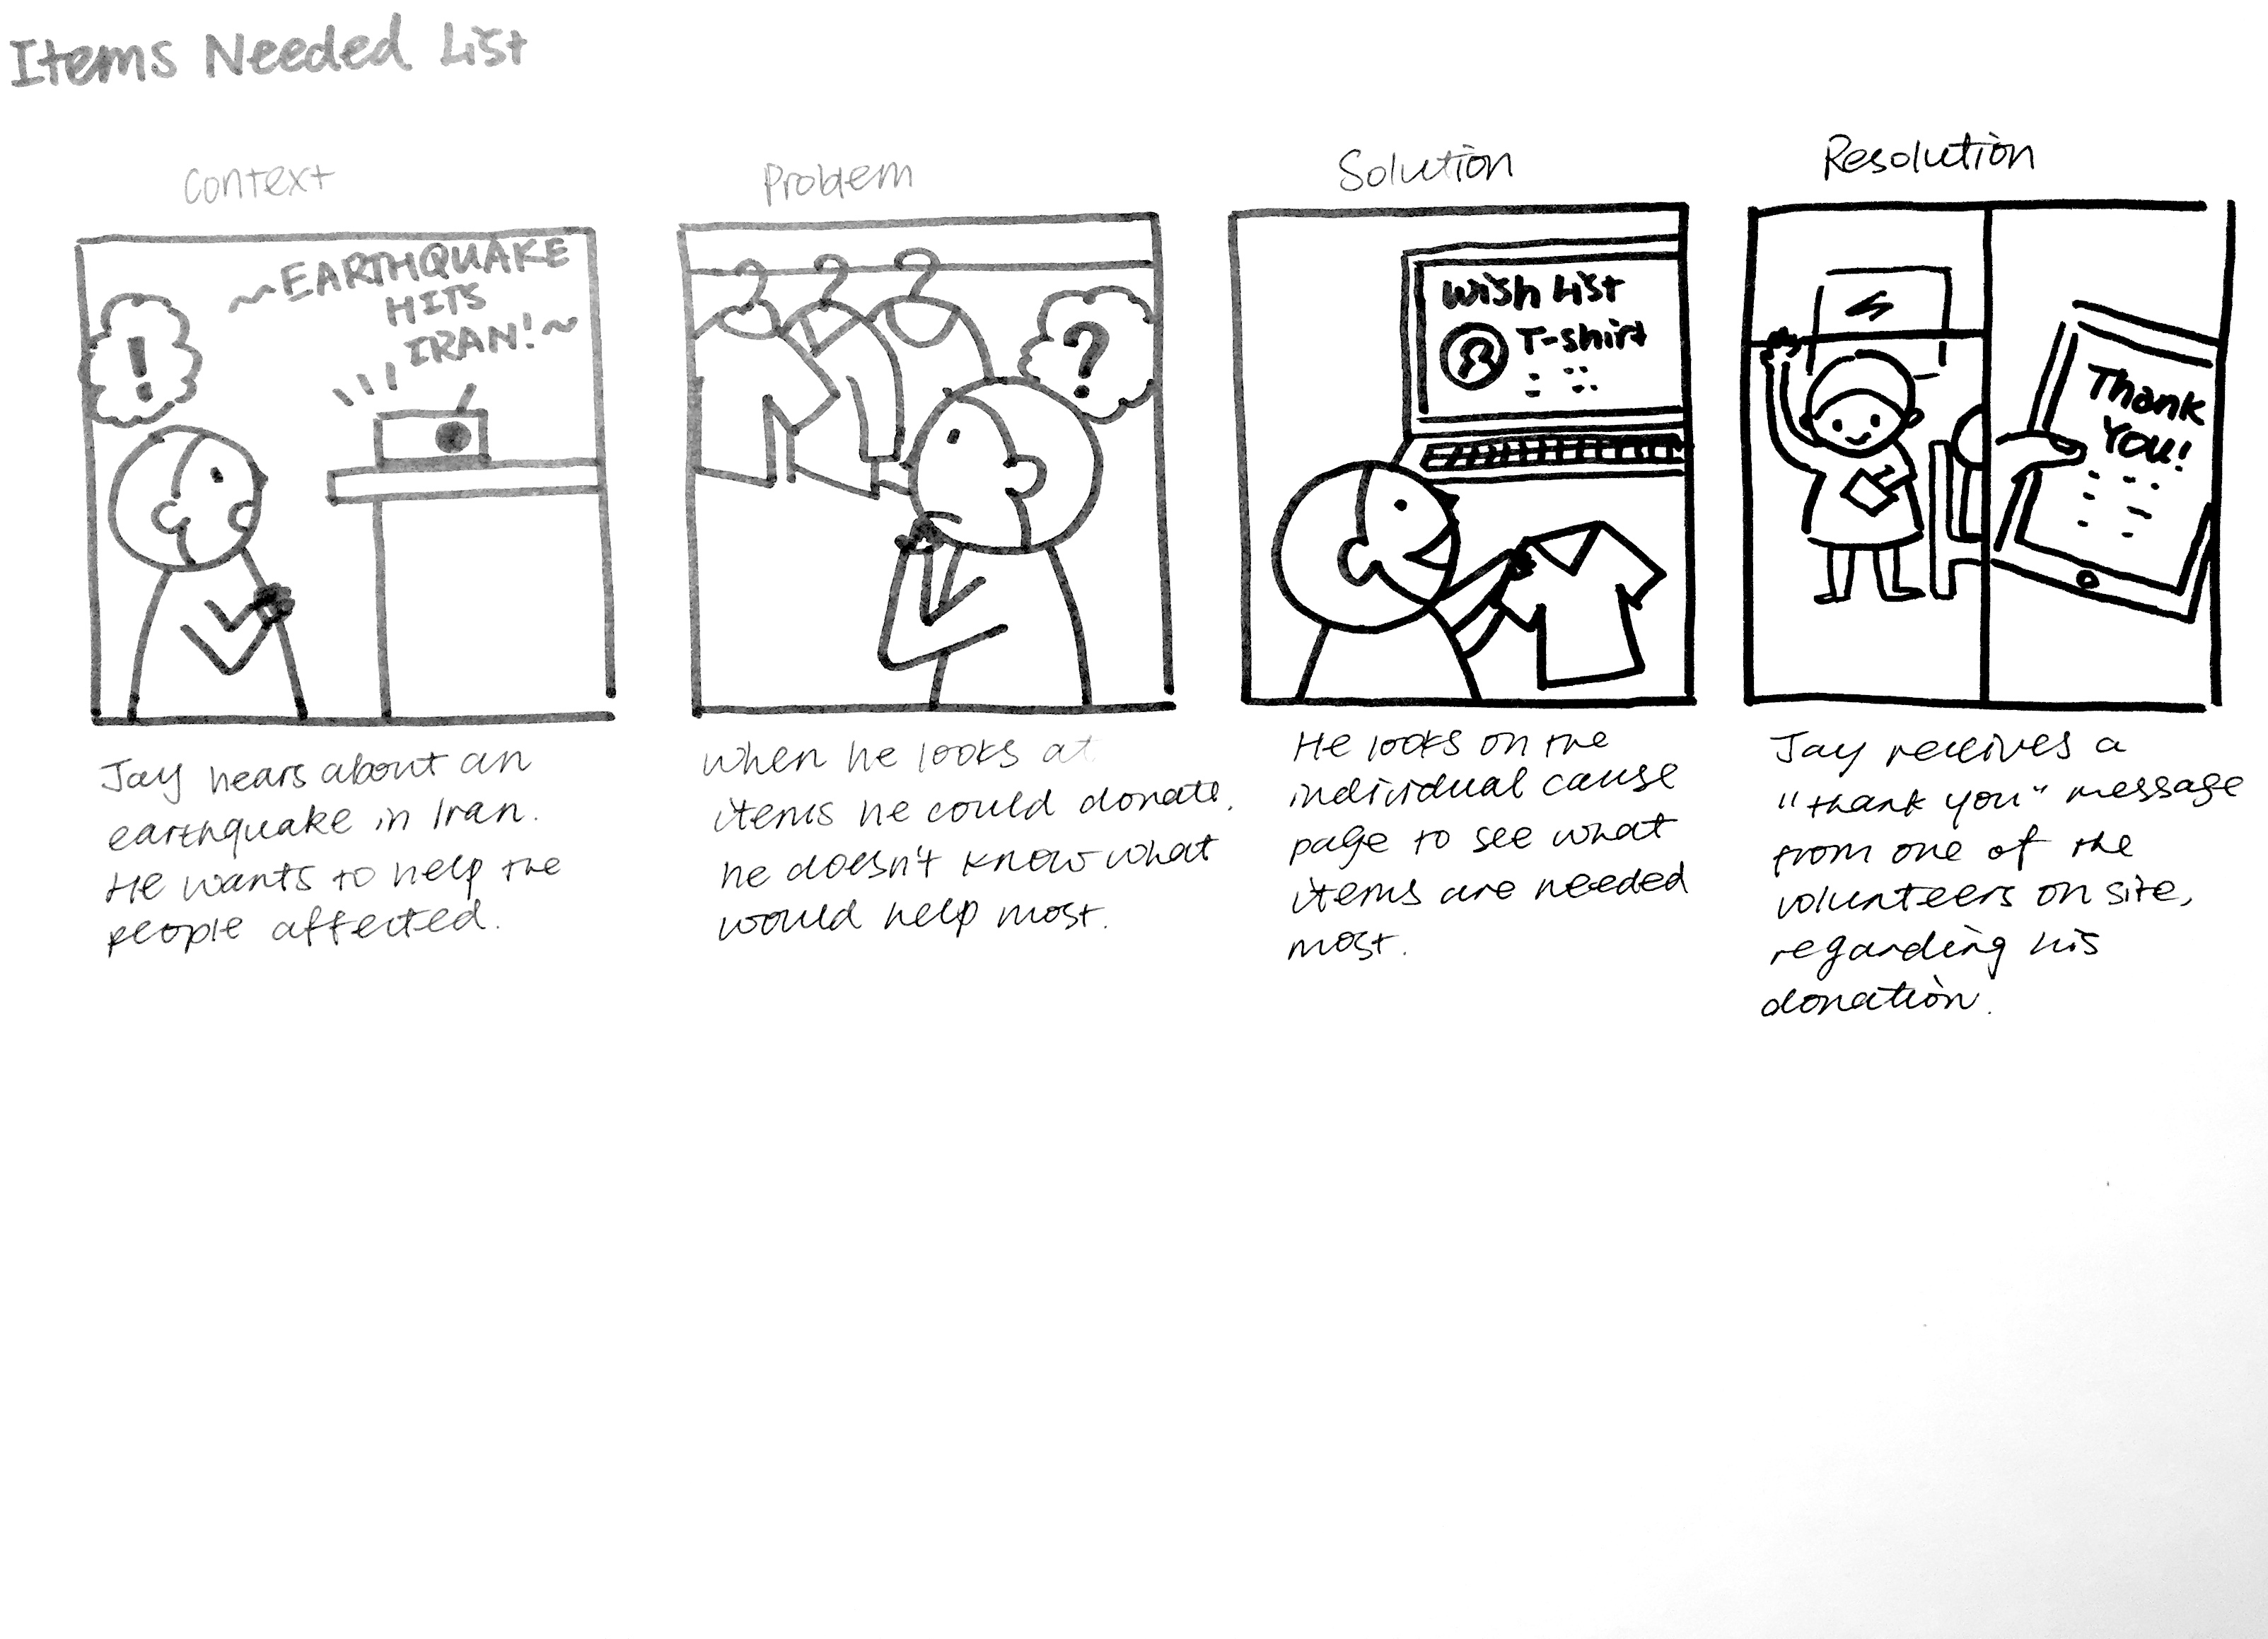 Items Needed List
Context
~EARTHQUAKE
HITS
IRAN!~
!
Jay hears about an
earthquake in Iran.
He wants to help the
people affected.
Problem
?
When he looks at
items he could donate,
he doesn't know what
would help most.
Solution
Wish List
T-shirt
He looks on the
individual cause
page to see what
items are needed
most.
Resolution
Thank
You!
Jay receives a
"thank you" message
from one of the
volunteers on site,
regarding his
donation.